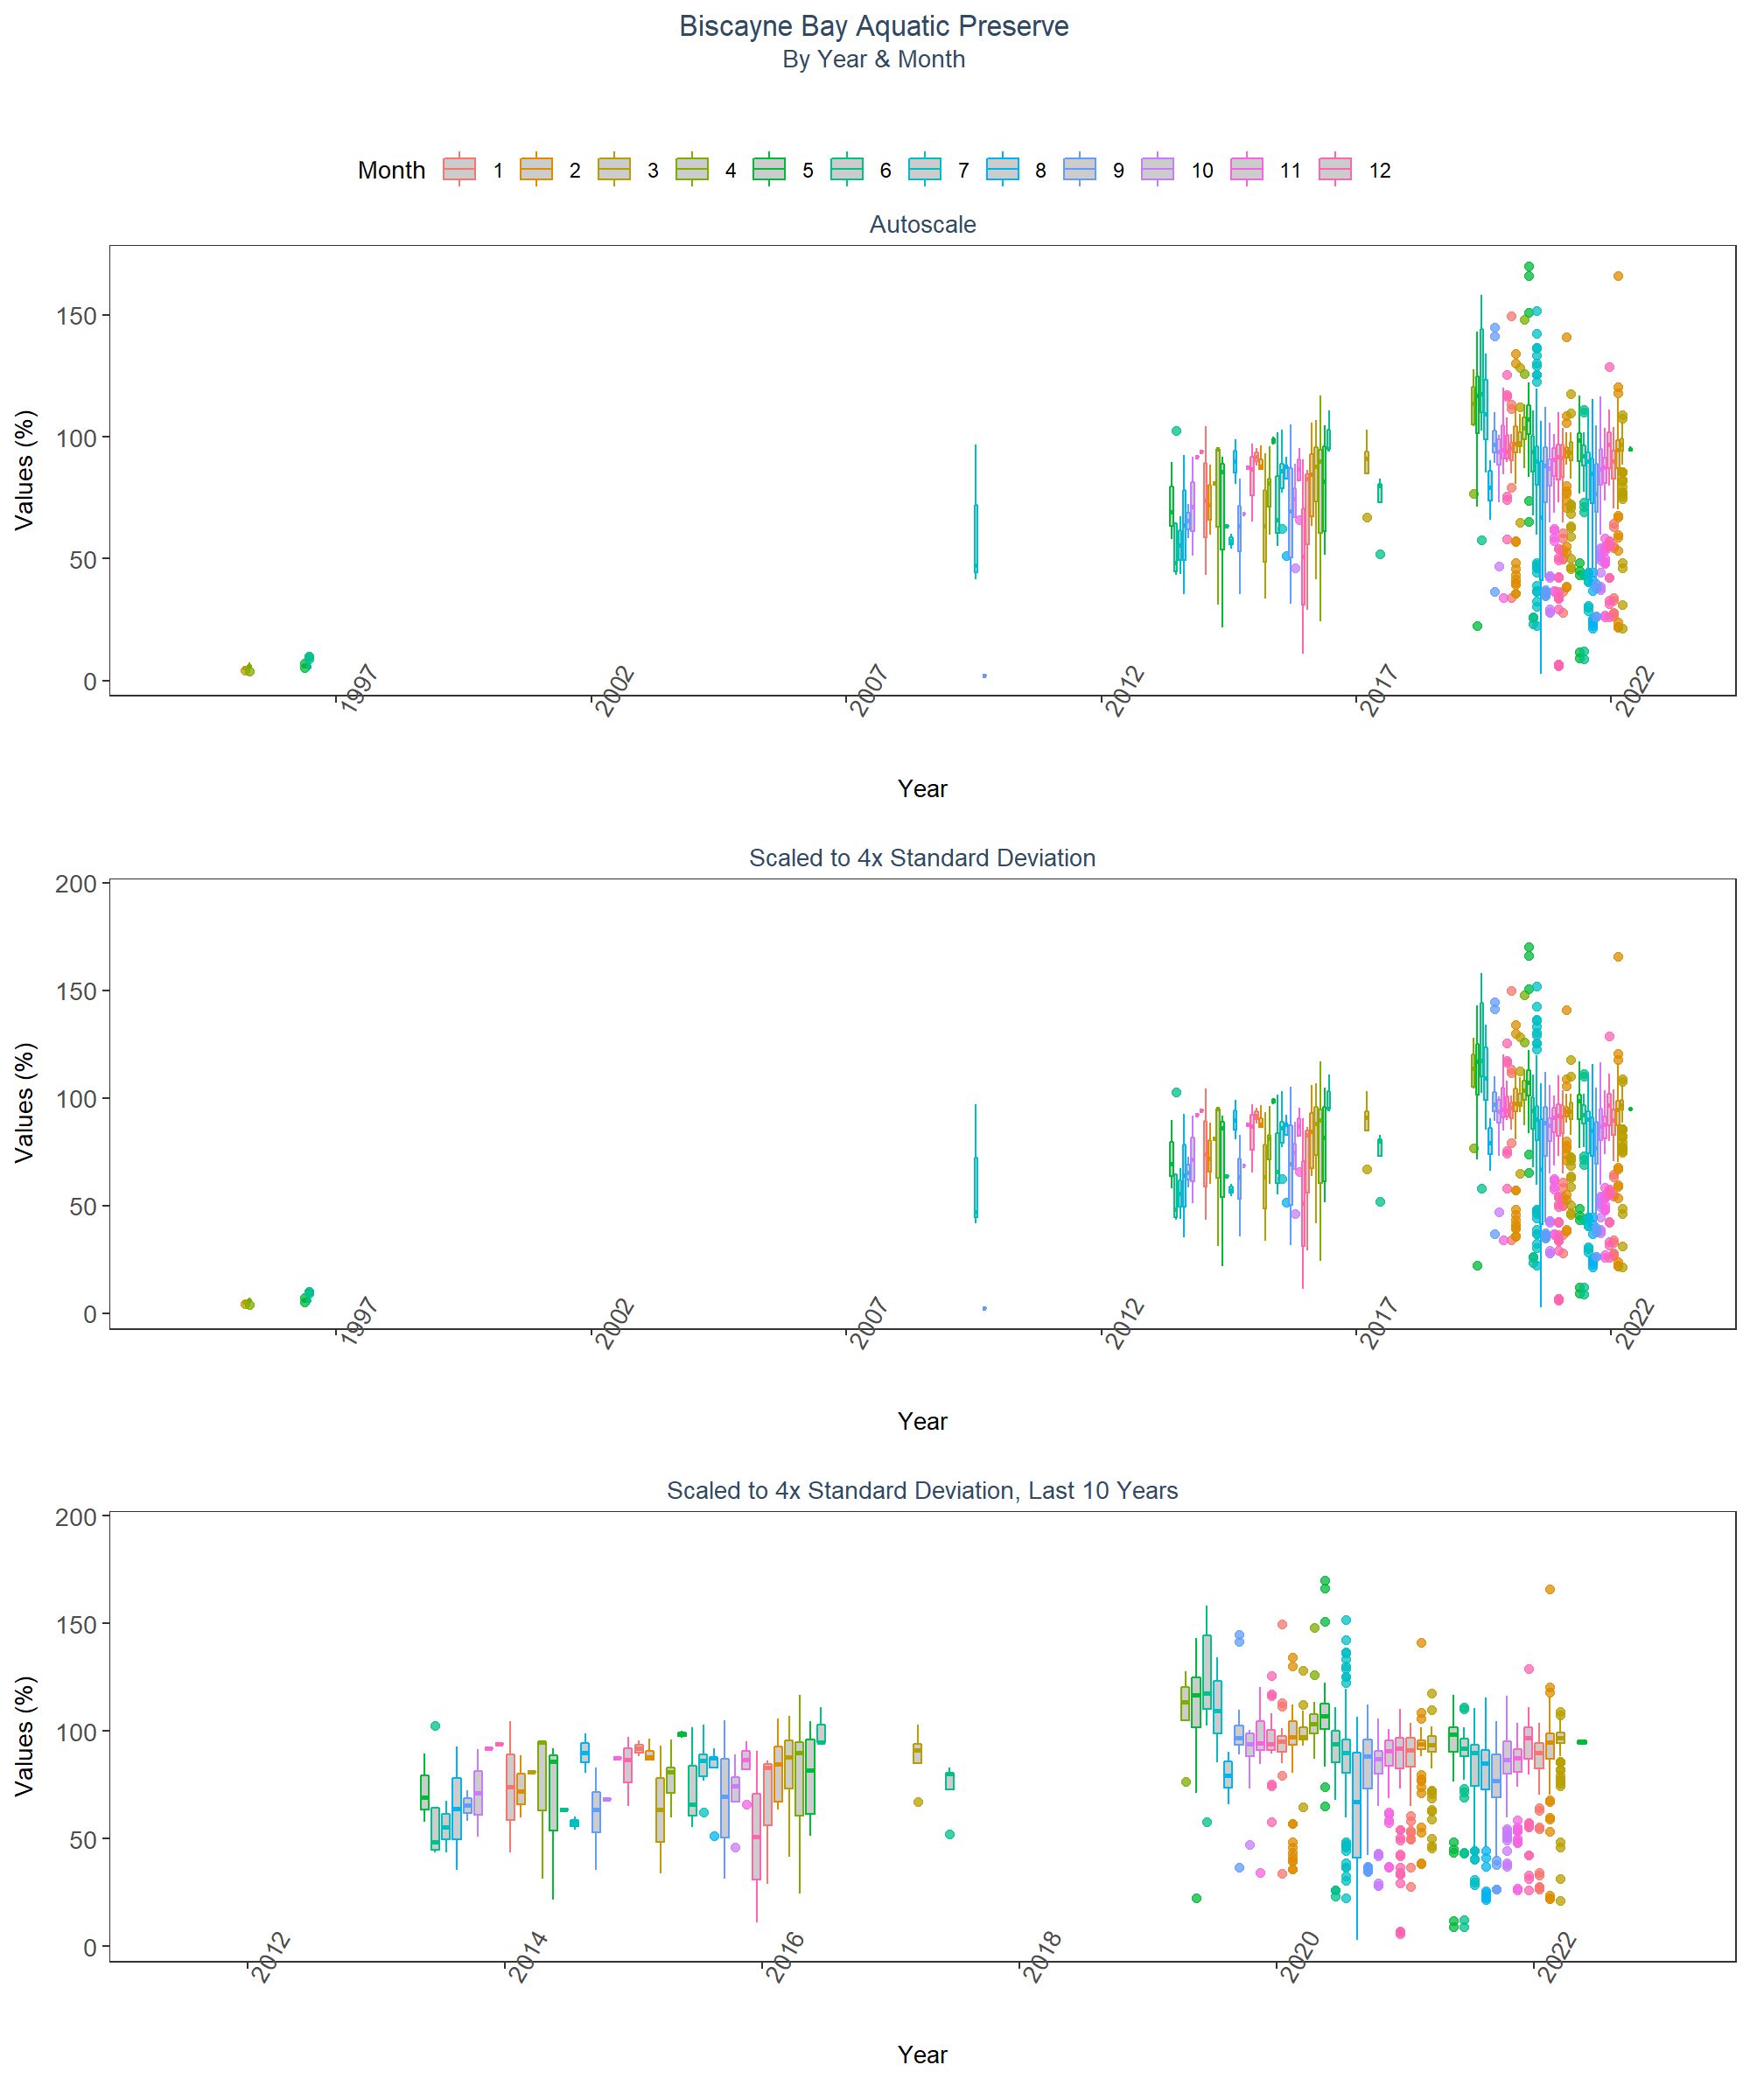 Biscayne Bay Aquatic Preserve
By Year & Month
Month 1 2 3 4 5 6 7 8 9 10 11 12
Autoscale
Values (%)
150
100
50
0
1997 2002 2007 2012 2017 2022
Year
Scaled to 4x Standard Deviation
Values (%)
200
150
100
50
0
1997 2002 2007 2012 2017 2022
Year
Scaled to 4x Standard Deviation, Last 10 Years
Values (%)
200
150
100
50
0
2012 2014 2016 2018 2020 2022
Year